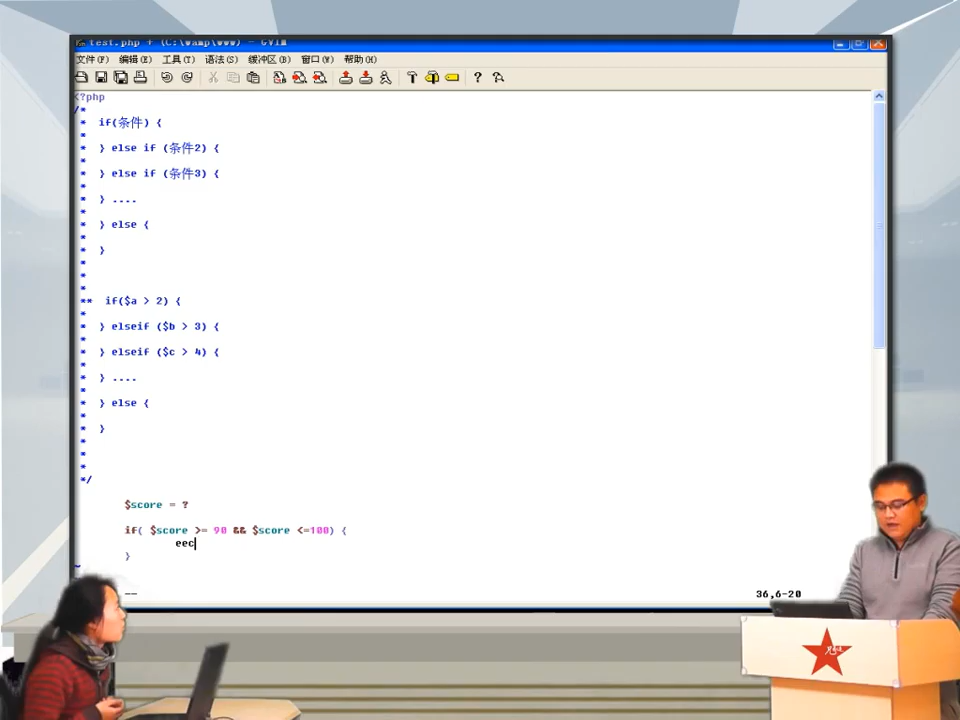 test.php + (C:\wamp\www) - GVIM
文件(F) 编辑(E) 工具(T) 语法(S) 缓冲区(B) 窗口(W) 帮助(H)
<?php
/*
*  if(条件) {
*
*  } else if (条件2) {
*
*  } else if (条件3) {
*
*  } ....
*
*  } else {
*
*  }
*
*
*
**  if($a > 2) {
*
*  } elseif ($b > 3) {
*
*  } elseif ($c > 4) {
*
*  } ....
*
*  } else {
*
*  }
*
*
*
*/
$score = ?
if( $score >= 90 && $score <=100) {
eec
}
~
--
36,6-20